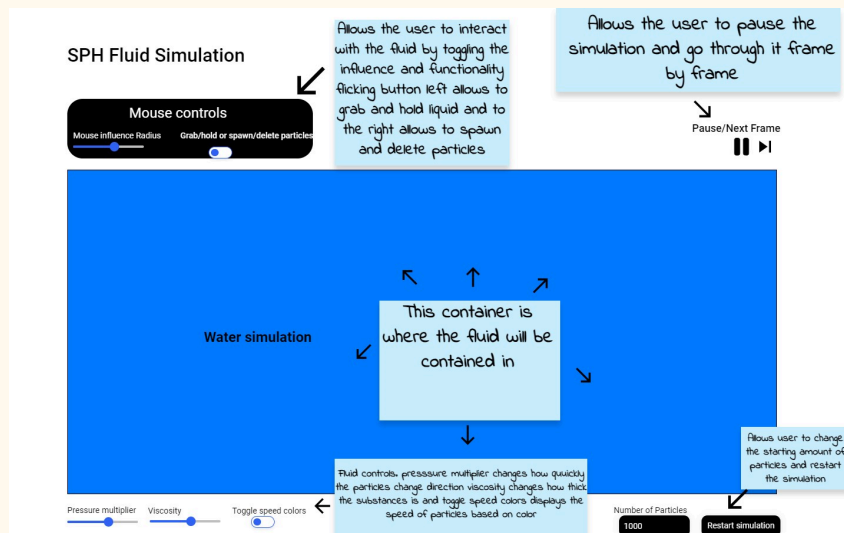 SPH Fluid Simulation
Mouse controls
Mouse influence Radius
Grab/hold or spawn/delete particles
Allows the user to interact
with the fluid by toggling the
influence and functionality
flicking button left allows to
grab and hold liquid and to
the right allows to spawn
and delete particles
Allows the user to pause the
simulation and go through it frame
by frame
Pause/Next Frame
Water simulation
This container is
where the fluid will be
contained in
Allows user to change
the starting amount of
particles and restart
the simulation
Fluid controls. presssure multiplier changes how quuickly
the particles change direction viscosity changes how thick
the substances is and toggle speed colors displays the
speed of particles based on color
Pressure multiplier
Viscosity
Toggle speed colors
Number of Particles
1000
Restart simulation